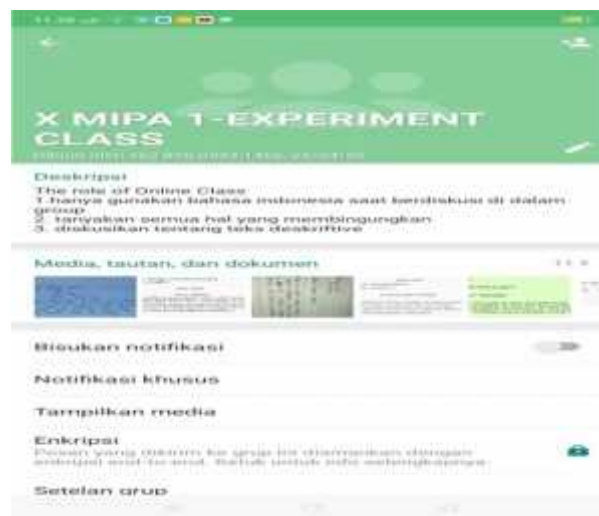 X MIPA 1-EXPERIMENT
CLASS
Deskripsi
The role of Online Class
1.hanya gunakan bahasa indonesia saat berdiskusi di dalam
group
2. tanyakan semua hal yang membingungkan
3. diskusikan tentang teks deskriftive
Media, tautan, dan dokumen
Bisukan notifikasi
Notifikasi khusus
Tampilkan media
Enkripsi
Pesan yang dikirim ke grup ini diamankan dengan
enkripsi end-to-end. Ketuk untuk info selengkapnya.
Setelan grup